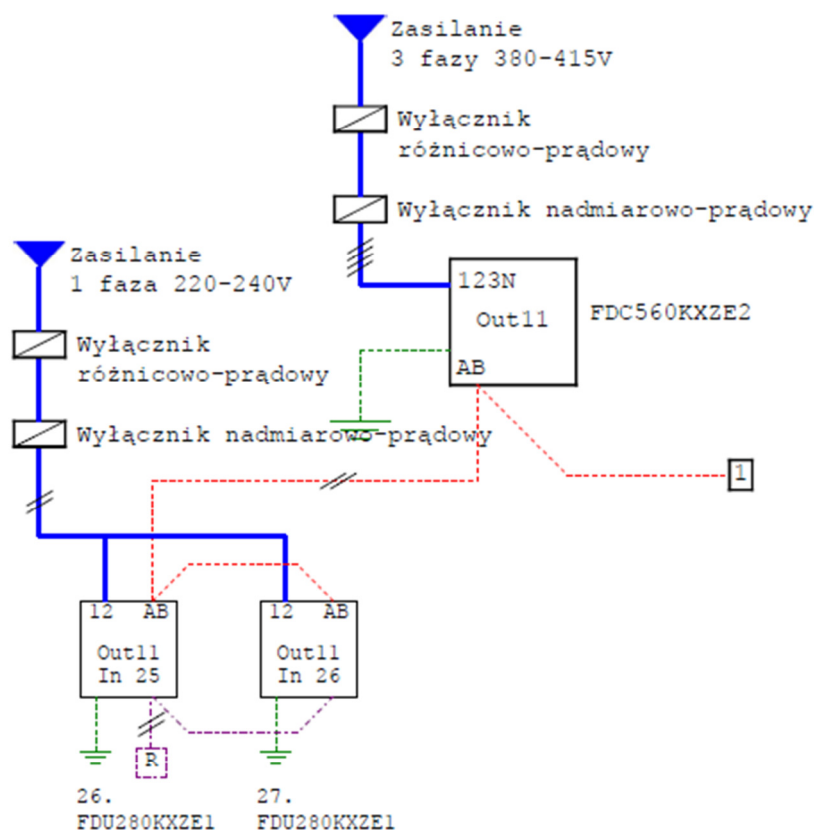 Zasilanie
3 fazy 380-415V
Wyłącznik
różnicowo-prądowy
Wyłącznik nadmiarowo-prądowy
Zasilanie
1 faza 220-240V
123N
Out11
AB
FDC560KXZE2
Wyłącznik
różnicowo-prądowy
Wyłącznik nadmiarowo-prądowy
1
12 AB
Out11
In 25
12 AB
Out11
In 26
R
26.
FDU280KXZE1
27.
FDU280KXZE1